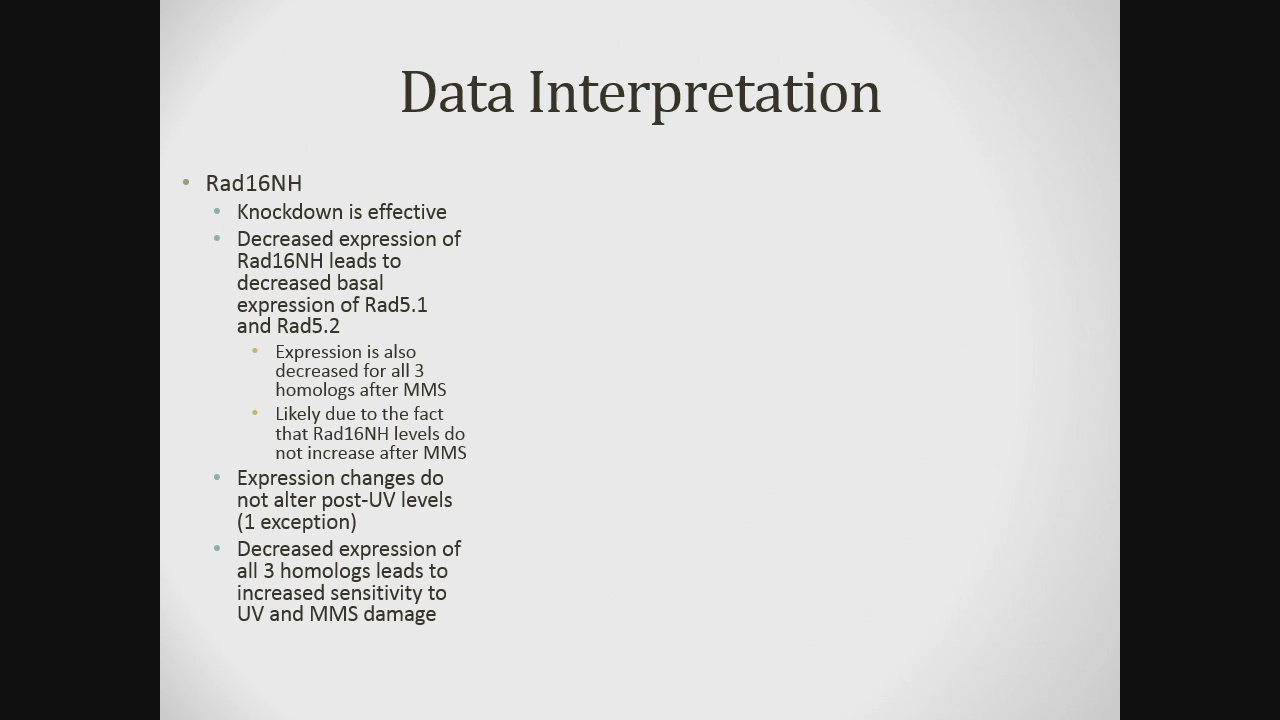 Data Interpretation
• Rad16NH
• Knockdown is effective
• Decreased expression of
Rad16NH leads to
decreased basal
expression of Rad5.1
and Rad5.2
• Expression is also
decreased for all 3
homologs after MMS
• Likely due to the fact
that Rad16NH levels do
not increase after MMS
• Expression changes do
not alter post-UV levels
(1 exception)
• Decreased expression of
all 3 homologs leads to
increased sensitivity to
UV and MMS damage